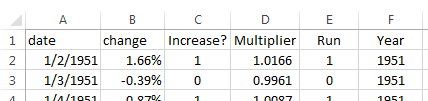 A B C D E F
1 date change Increase? Multiplier Run Year
2 1/2/1951 1.66% 1 1.0166 1 1951
3 1/3/1951 -0.39% 0 0.9961 0 1951
4 1/4/1951 0.87% 1 1.0087 1 1951